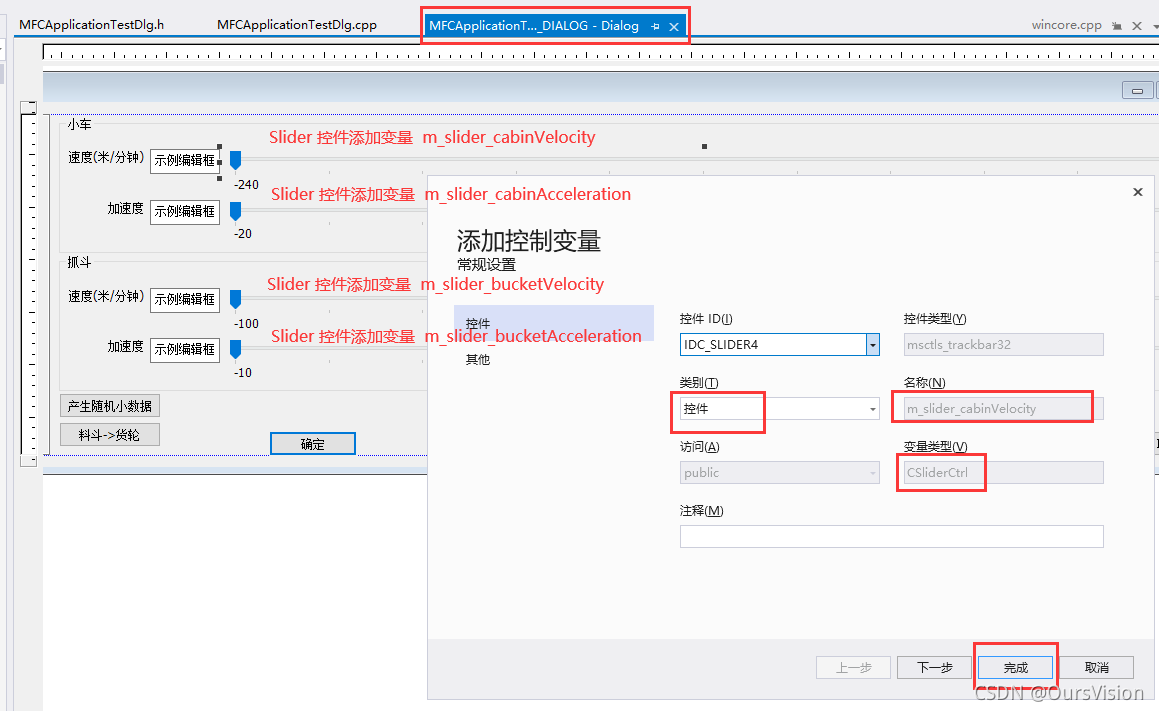 MFCApplicationTestDlg.h
MFCApplicationTestDlg.cpp
MFCApplicationT..._DIALOG - Dialog
wincore.cpp
小车
Slider 控件添加变量 m_slider_cabinVelocity
速度(米/分钟)
示例编辑框
-240
Slider 控件添加变量 m_slider_cabinAcceleration
加速度
示例编辑框
-20
抓斗
Slider 控件添加变量 m_slider_bucketVelocity
速度(米/分钟)
示例编辑框
-100
Slider 控件添加变量 m_slider_bucketAcceleration
加速度
示例编辑框
-10
产生随机小数据
料斗->货轮
确定
添加控制变量
常规设置
控件
其他
控件 ID(I)
控件类型(Y)
IDC_SLIDER4
msctls_trackbar32
类别(T)
名称(N)
控件
m_slider_cabinVelocity
访问(A)
变量类型(V)
public
CSliderCtrl
注释(M)
上一步
下一步
完成
取消
CSDN @OursVision